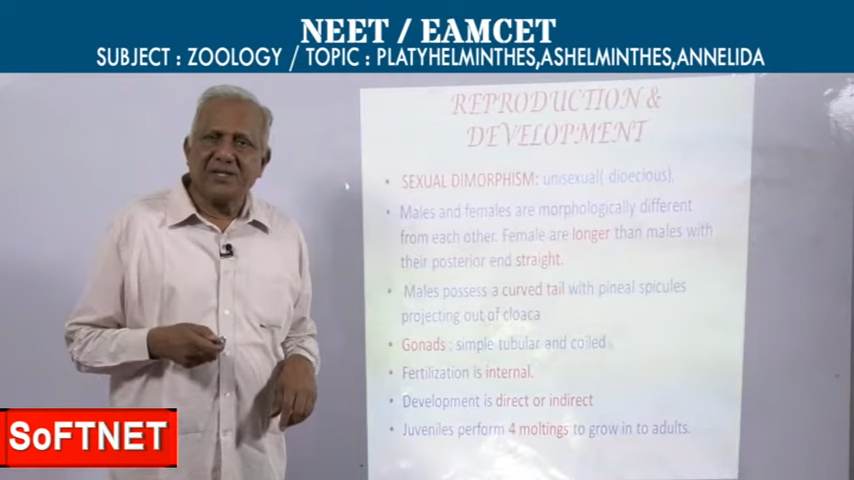 NEET / EAMCET
SUBJECT : ZOOLOGY / TOPIC : PLATYHELMINTHES,ASHELMINTHES,ANNELIDA
REPRODUCTION &
DEVELOPMENT
• SEXUAL DIMORPHISM: unisexual( dioecious).
• Males and females are morphologically different
from each other. Female are longer than males with
their posterior end straight.
• Males possess a curved tail with pineal spicules
projecting out of cloaca
• Gonads : simple tubular and coiled
• Fertilization is internal.
• Development is direct or indirect
• Juveniles perform 4 moltings to grow in to adults.
SoFTNET